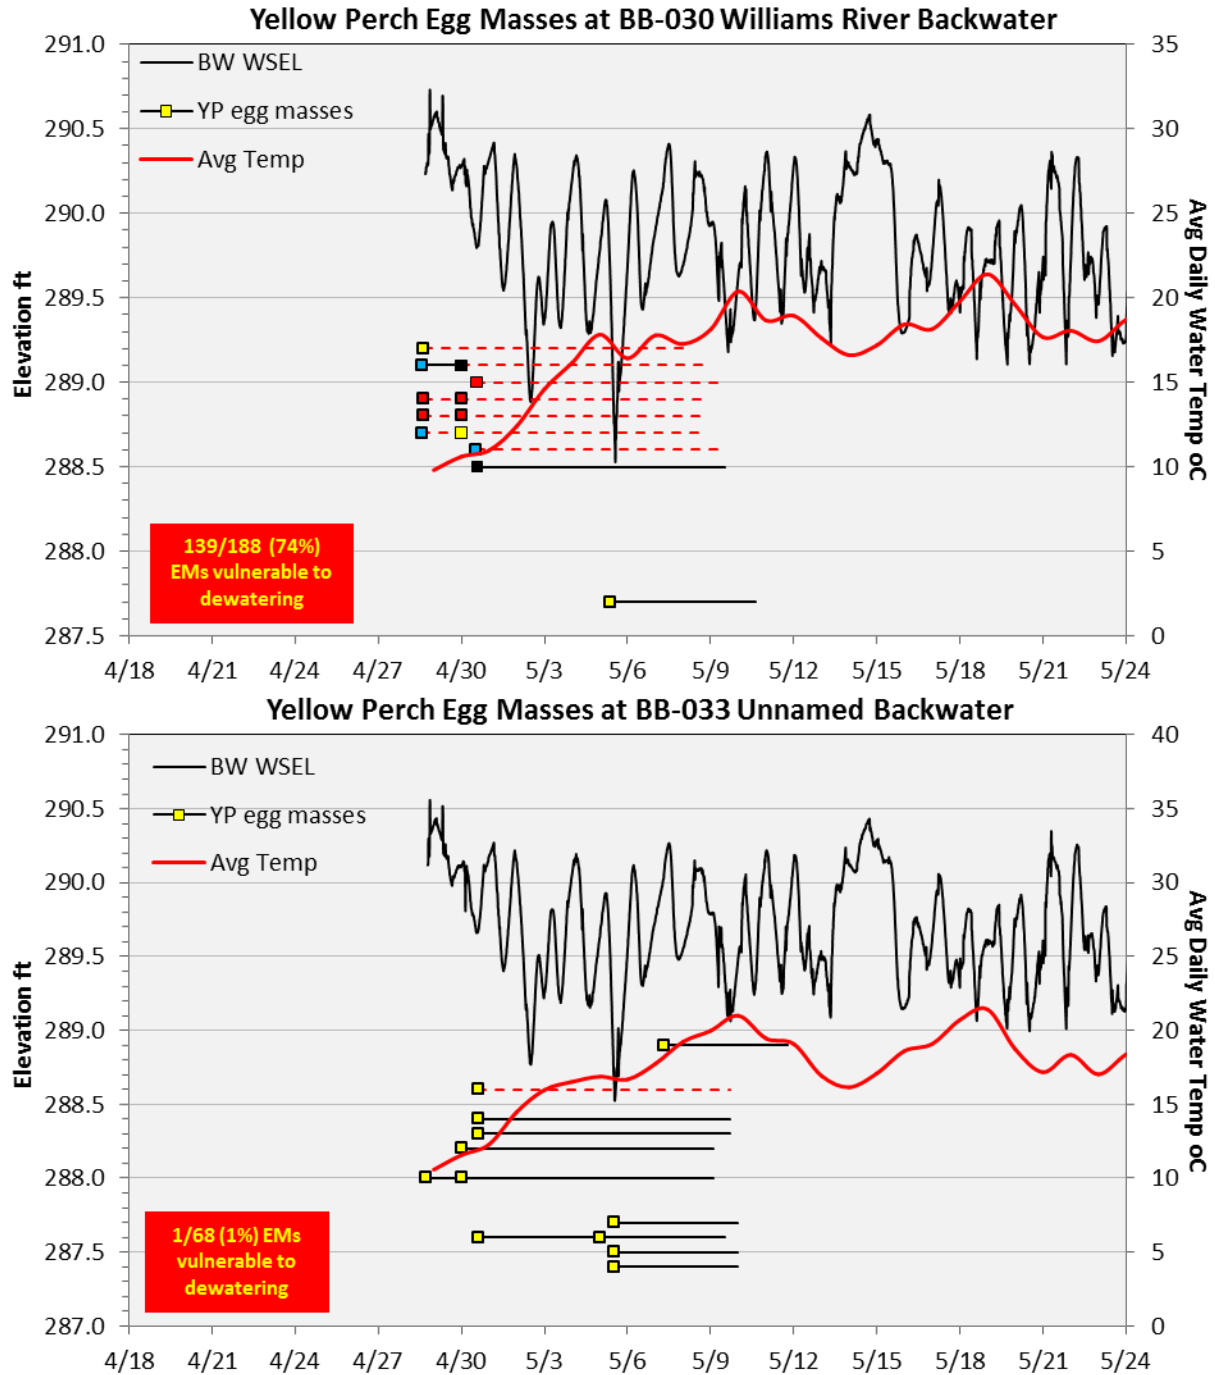 Yellow Perch Egg Masses at BB-030 Williams River Backwater
291.0
290.5
290.0
289.5
289.0
288.5
288.0
287.5
Elevation ft
BW WSEL
YP egg masses
Avg Temp
139/188 (74%)
EMs vulnerable to
dewatering
35
30
25
20
15
10
5
0
Avg Daily Water Temp oC
4/18 4/21 4/24 4/27 4/30 5/3 5/6 5/9 5/12 5/15 5/18 5/21 5/24
Yellow Perch Egg Masses at BB-033 Unnamed Backwater
291.0
290.5
290.0
289.5
289.0
288.5
288.0
287.5
287.0
Elevation ft
BW WSEL
YP egg masses
Avg Temp
1/68 (1%) EMs
vulnerable to
dewatering
40
35
30
25
20
15
10
5
0
Avg Daily Water Temp oC
4/18 4/21 4/24 4/27 4/30 5/3 5/6 5/9 5/12 5/15 5/18 5/21 5/24